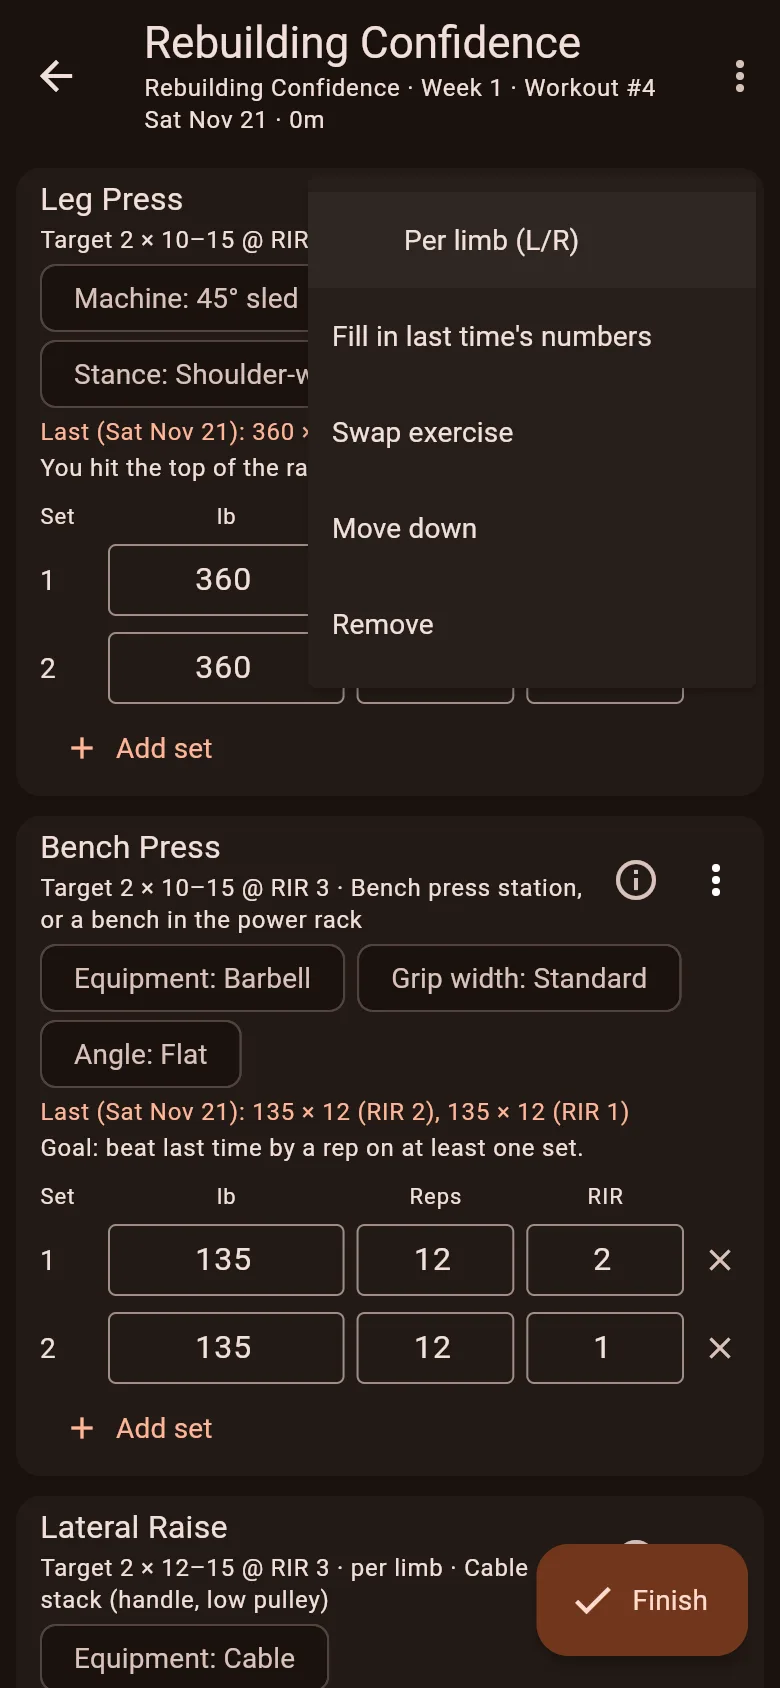 Rebuilding Confidence
Rebuilding Confidence · Week 1 · Workout #4
Sat Nov 21 · 0m
Leg Press
Target 2 × 10–15 @ RIR
Machine: 45° sled
Stance: Shoulder-w
Last (Sat Nov 21): 360 ×
You hit the top of the ra
Per limb (L/R)
Fill in last time's numbers
Swap exercise
Move down
Remove
Set lb
1 360
2 360
+ Add set
Bench Press
Target 2 × 10–15 @ RIR 3 · Bench press station,
or a bench in the power rack
Equipment: Barbell Grip width: Standard
Angle: Flat
Last (Sat Nov 21): 135 × 12 (RIR 2), 135 × 12 (RIR 1)
Goal: beat last time by a rep on at least one set.
Set lb Reps RIR
1 135 12 2
2 135 12 1
+ Add set
Lateral Raise
Target 2 × 12–15 @ RIR 3 · per limb · Cable
stack (handle, low pulley)
Finish
Equipment: Cable